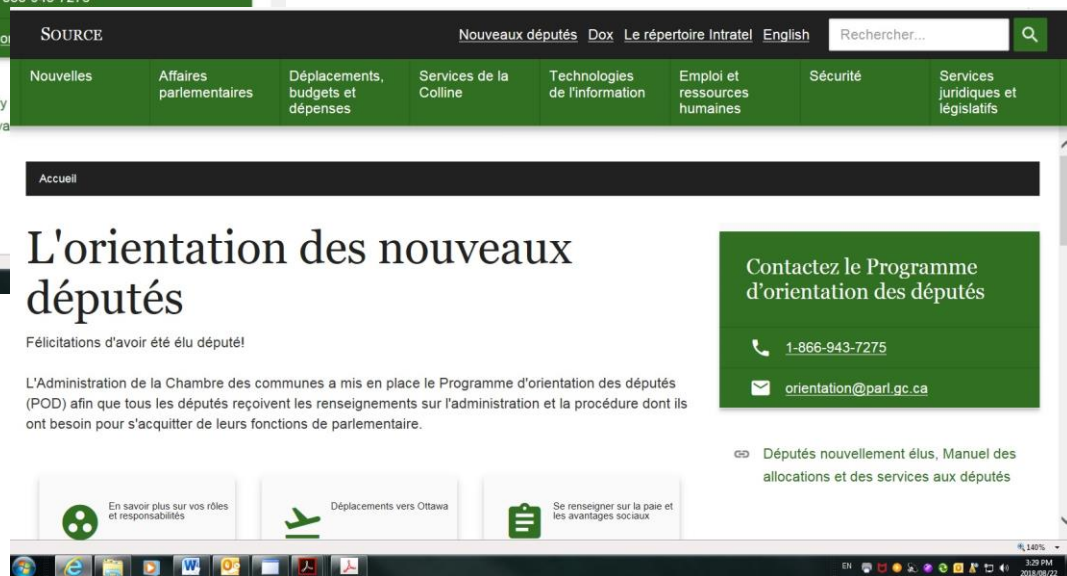 SOURCE
Nouveaux députés Dox Le répertoire Intratel English Rechercher...
Nouvelles
Affaires
parlementaires
Déplacements,
budgets et
dépenses
Services de la
Colline
Technologies
de l'information
Emploi et
ressources
humaines
Sécurité
Services
juridiques et
législatifs
Accueil
L'orientation des nouveaux
députés
Félicitations d'avoir été élu député!
L'Administration de la Chambre des communes a mis en place le Programme d'orientation des députés
(POD) afin que tous les députés reçoivent les renseignements sur l'administration et la procédure dont ils
ont besoin pour s'acquitter de leurs fonctions de parlementaire.
En savoir plus sur vos rôles
et responsabilités
Déplacements vers Ottawa
Se renseigner sur la paie et
les avantages sociaux
Contactez le Programme
d'orientation des députés
1-866-943-7275
orientation@parl.gc.ca
Députés nouvellement élus, Manuel des
allocations et des services aux députés
140%
EN
3:29 PM
2018/08/22